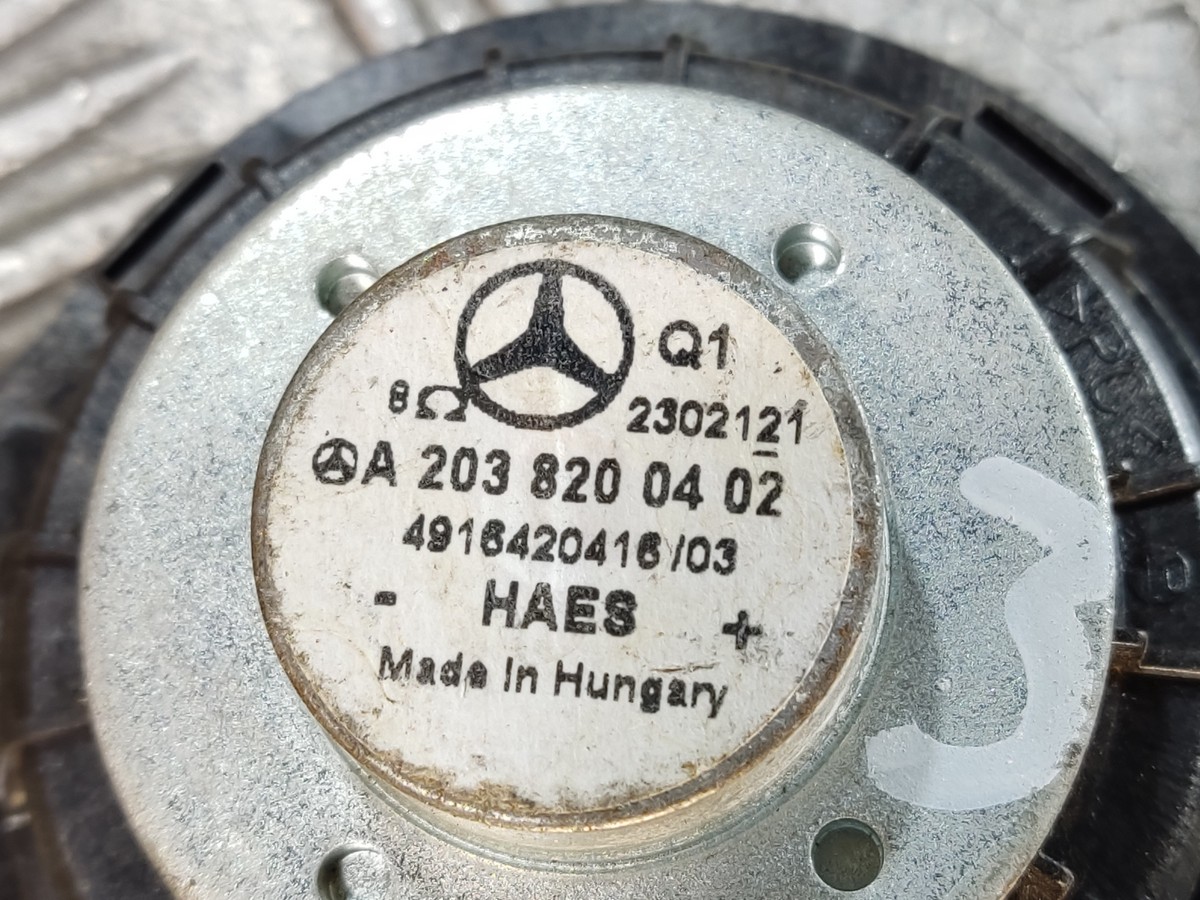 Q1
8Ω
2302121
A 203 820 04 02
4916420416 /03
- HAES +
Made In Hungary